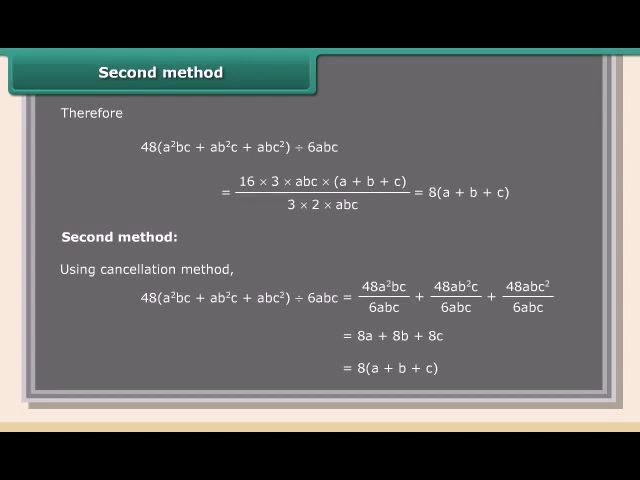 Second method
Therefore
48(a²bc + ab²c + abc²) ÷ 6abc
= 16 × 3 × abc × (a + b + c) / 3 × 2 × abc = 8(a + b + c)
Second method:
Using cancellation method,
48(a²bc + ab²c + abc²) ÷ 6abc = 48a²bc / 6abc + 48ab²c / 6abc + 48abc² / 6abc
= 8a + 8b + 8c
= 8(a + b + c)